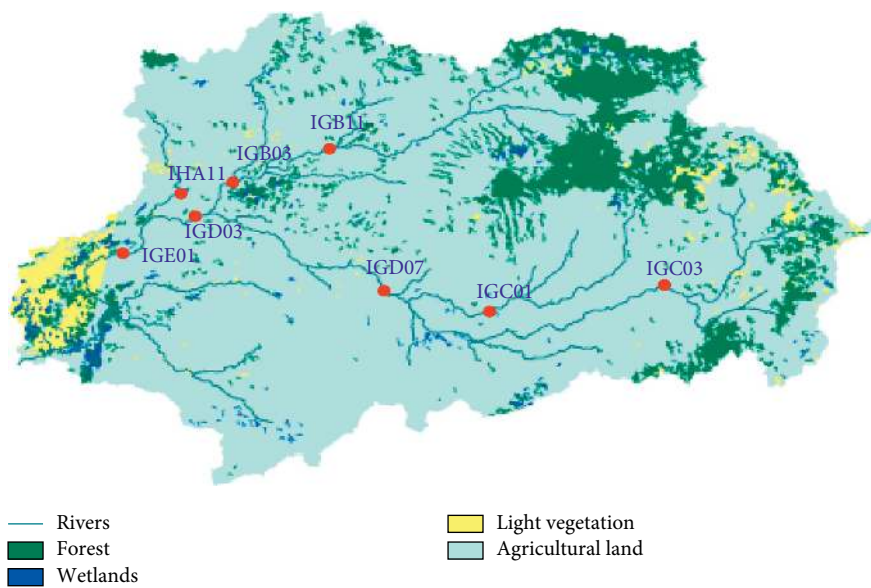 IGB11
IGB03
IHA11
IGD03
IGE01
IGD07
IGC01
IGC03
Rivers
Forest
Wetlands
Light vegetation
Agricultural land